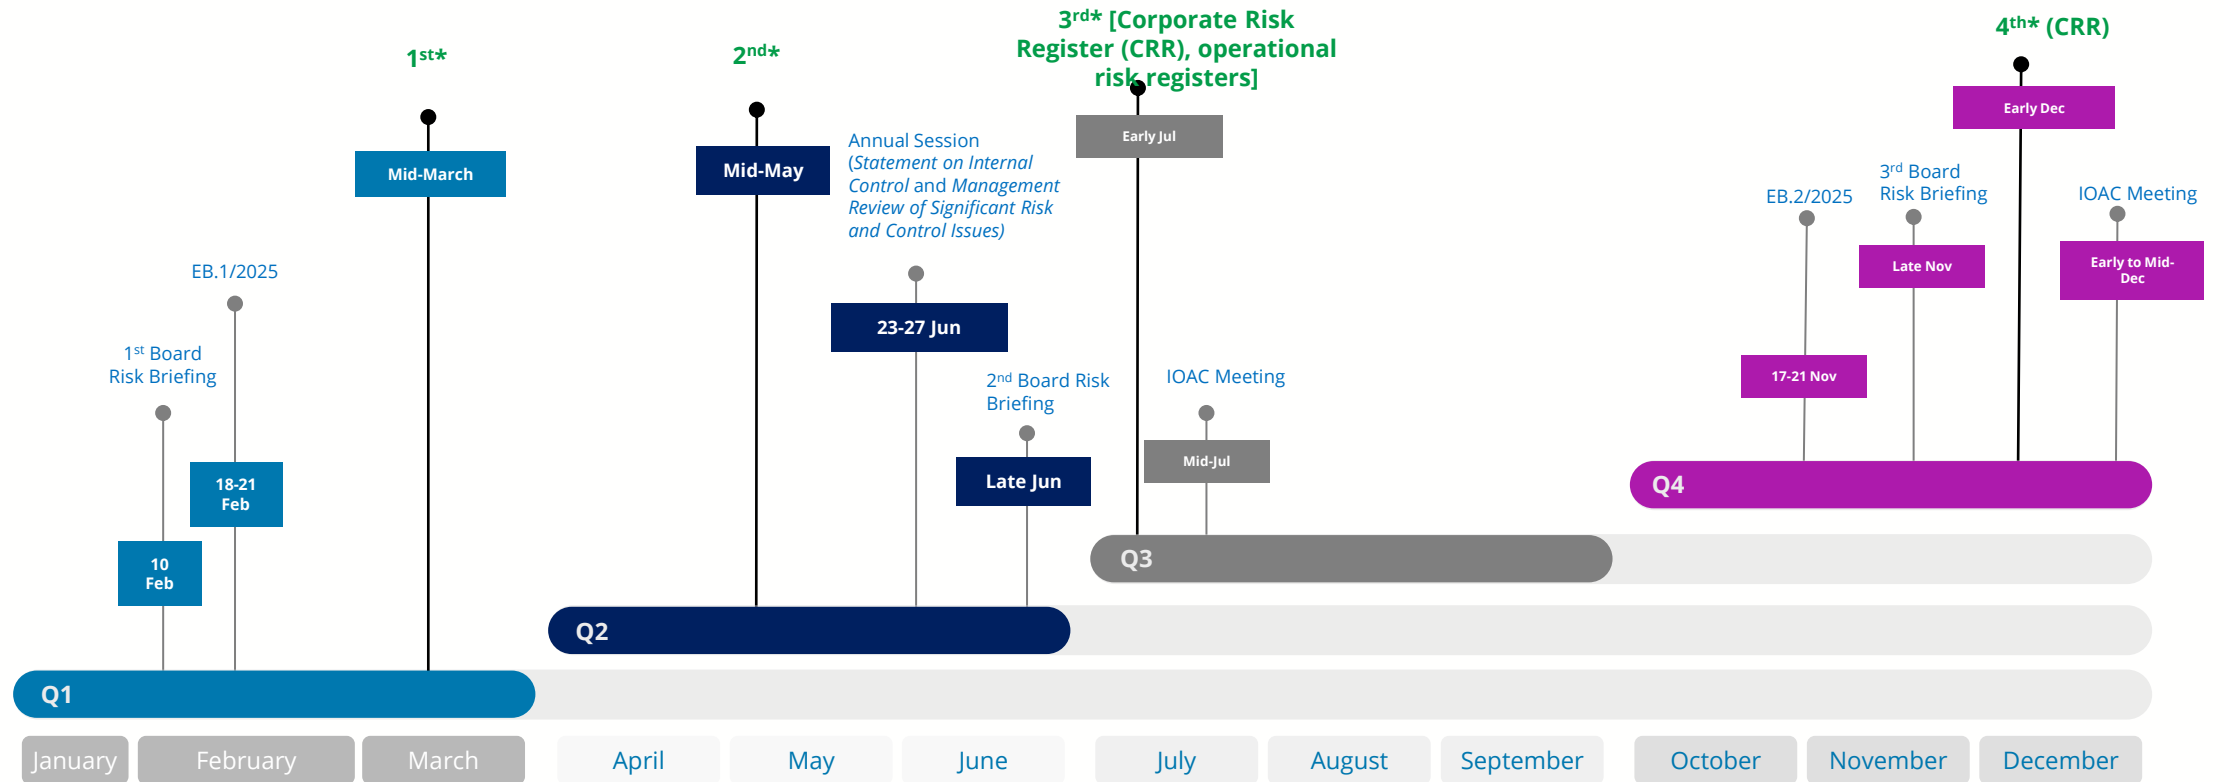 1st*
Mid-March
EB.1/2025
18-21
Feb
1st Board
Risk Briefing
10
Feb
2nd*
Mid-May
Annual Session
(Statement on Internal
Control and Management
Review of Significant Risk
and Control Issues)
23-27 Jun
2nd Board Risk
Briefing
Late Jun
3rd* [Corporate Risk
Register (CRR), operational
risk registers]
Early Jul
IOAC Meeting
Mid-Jul
4th* (CRR)
Early Dec
EB.2/2025
17-21 Nov
3rd Board
Risk Briefing
Late Nov
IOAC Meeting
Early to Mid-
Dec
Q4
Q3
Q2
Q1
January
February
March
April
May
June
July
August
September
October
November
December